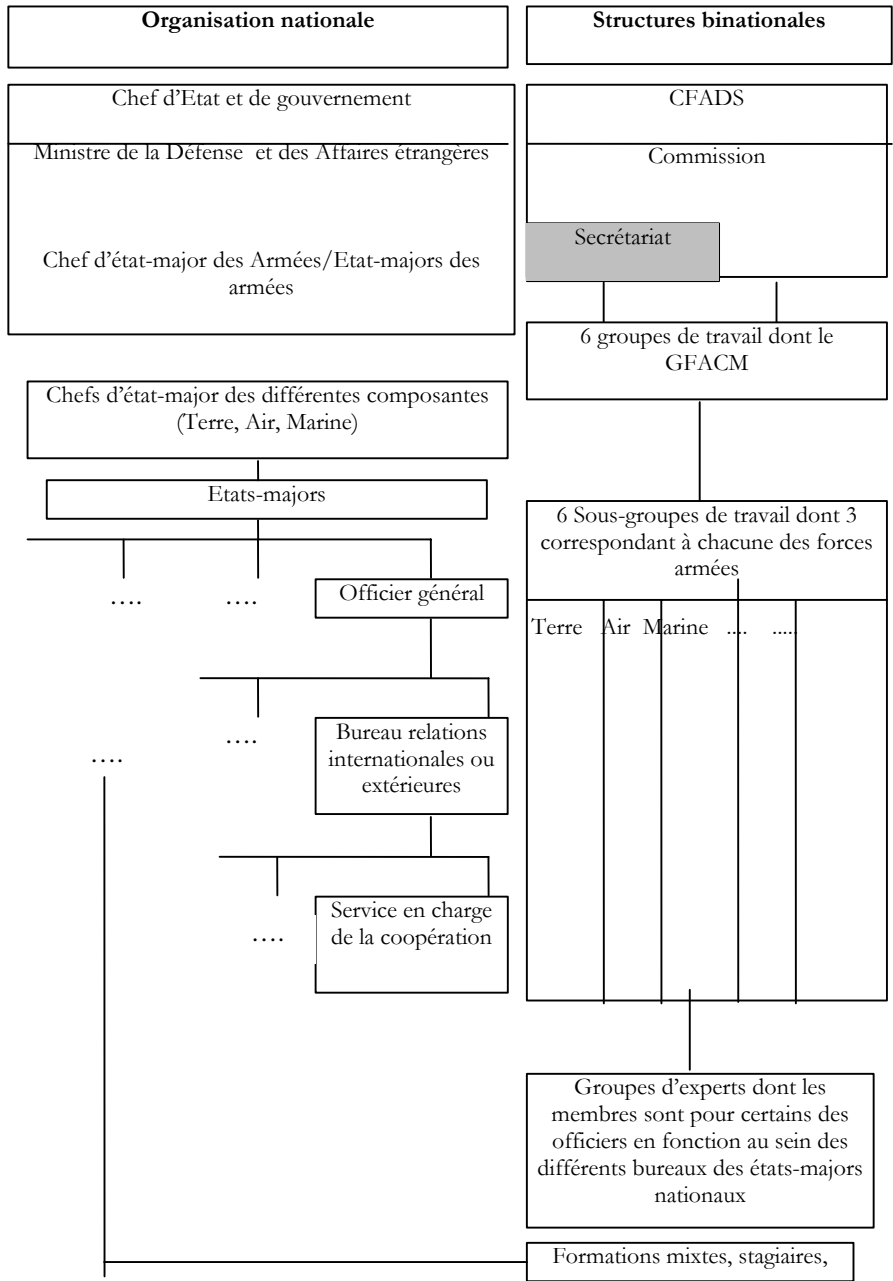 Organisation nationale
Structures binationales
Chef d'Etat et de gouvernement
Ministre de la Défense et des Affaires étrangères
Chef d'état-major des Armées/Etat-majors des
armées
CFADS
Commission
Secrétariat
6 groupes de travail dont le
GFACM
Chefs d'état-major des différentes composantes
(Terre, Air, Marine)
Etats-majors
….
….
Officier général
….
….
Bureau relations
internationales ou
extérieures
….
Service en charge
de la coopération
6 Sous-groupes de travail dont 3
correspondant à chacune des forces
armées
Terre Air Marine .... .....
Groupes d'experts dont les
membres sont pour certains des
officiers en fonction au sein des
différents bureaux des états-majors
nationaux
Formations mixtes, stagiaires,